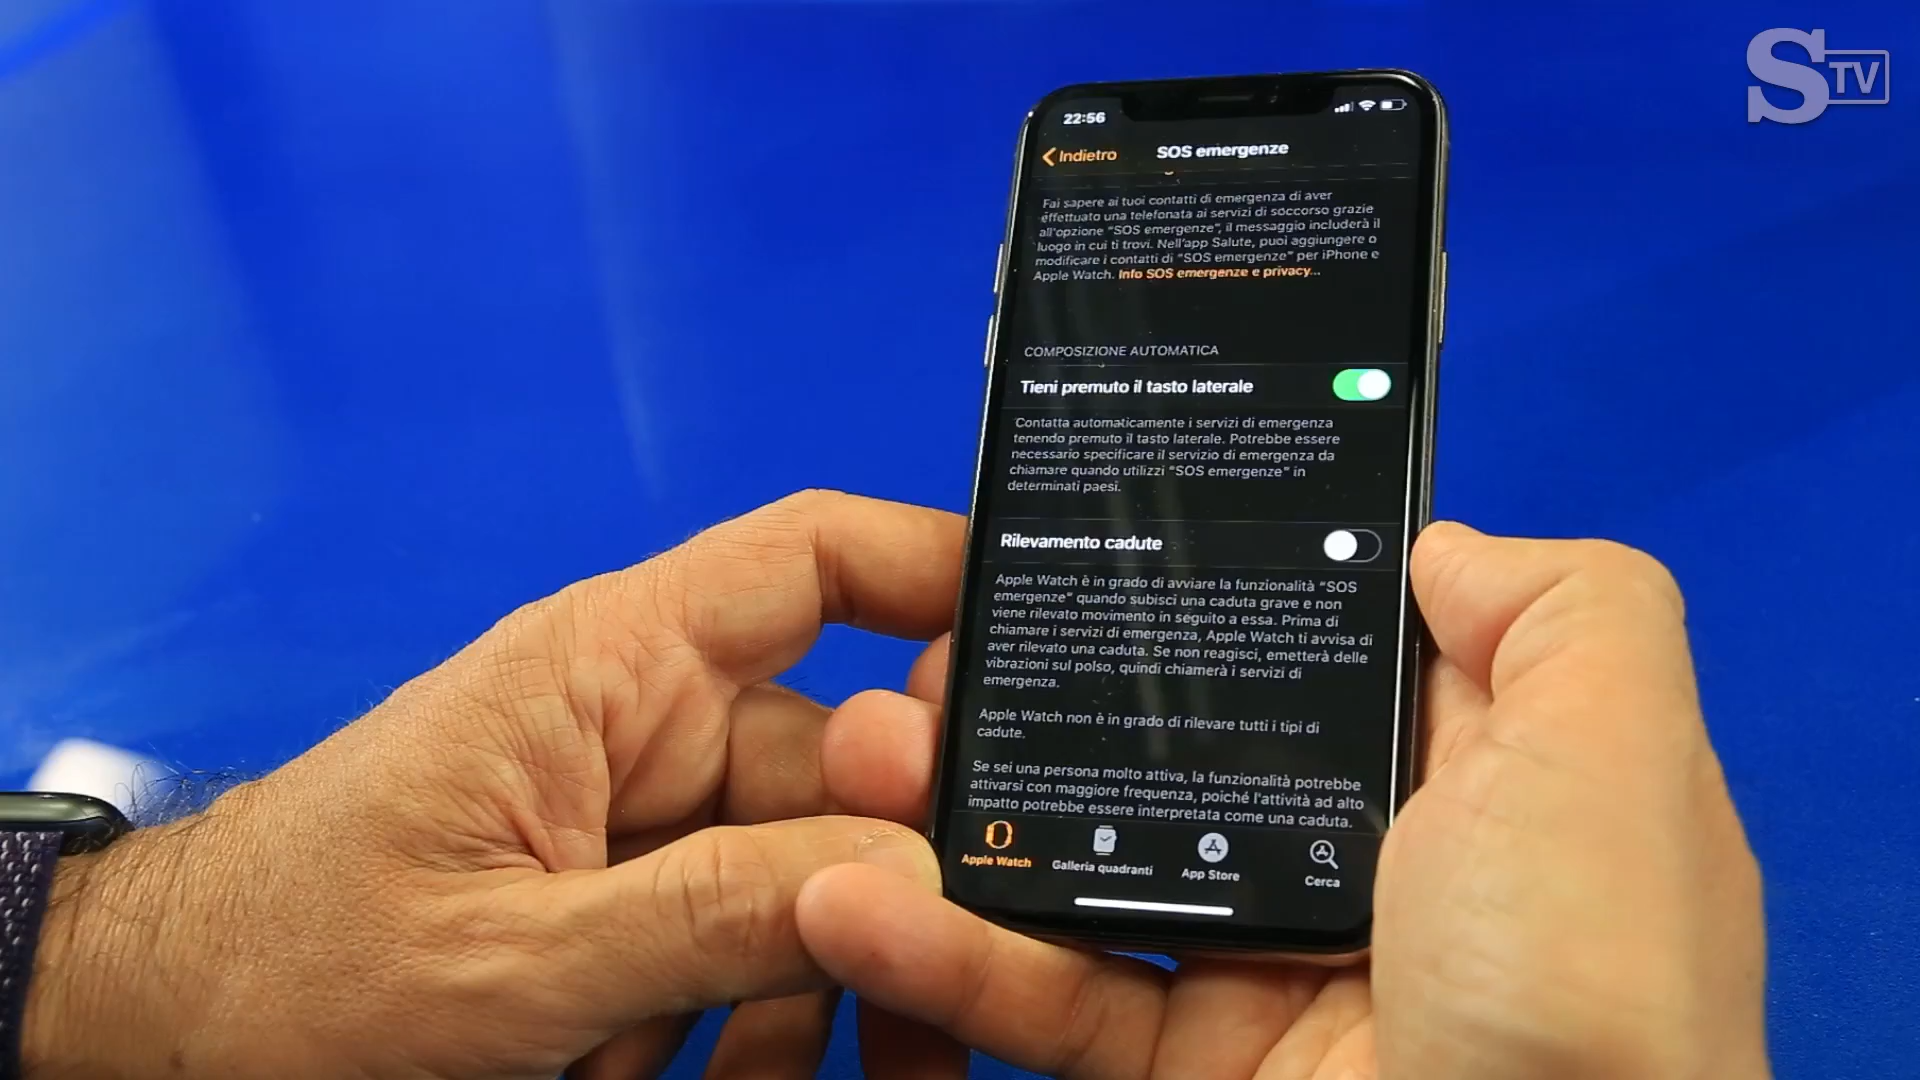 STV
22:56
Indietro
SOS emergenze
Fai sapere ai tuoi contatti di emergenza di aver
effettuato una telefonata ai servizi di soccorso grazie
all'opzione "SOS emergenze", il messaggio includerà il
luogo in cui ti trovi. Nell'app Salute, puoi aggiungere o
modificare i contatti di "SOS emergenze" per iPhone e
Apple Watch. Info SOS emergenze e privacy...
COMPOSIZIONE AUTOMATICA
Tieni premuto il tasto laterale
Contatta automaticamente i servizi di emergenza
tenendo premuto il tasto laterale. Potrebbe essere
necessario specificare il servizio di emergenza da
chiamare quando utilizzi "SOS emergenze" in
determinati paesi.
Rilevamento cadute
Apple Watch è in grado di avviare la funzionalità "SOS
emergenze" quando subisci una caduta grave e non
viene rilevato movimento in seguito a essa. Prima di
chiamare i servizi di emergenza, Apple Watch ti avvisa di
aver rilevato una caduta. Se non reagisci, emetterà delle
vibrazioni sul polso, quindi chiamerà i servizi di
emergenza.
Apple Watch non è in grado di rilevare tutti i tipi di
cadute.
Se sei una persona molto attiva, la funzionalità potrebbe
attivarsi con maggiore frequenza, poiché l'attività ad alto
impatto potrebbe essere interpretata come una caduta.
Apple Watch
Galleria quadranti
App Store
Cerca